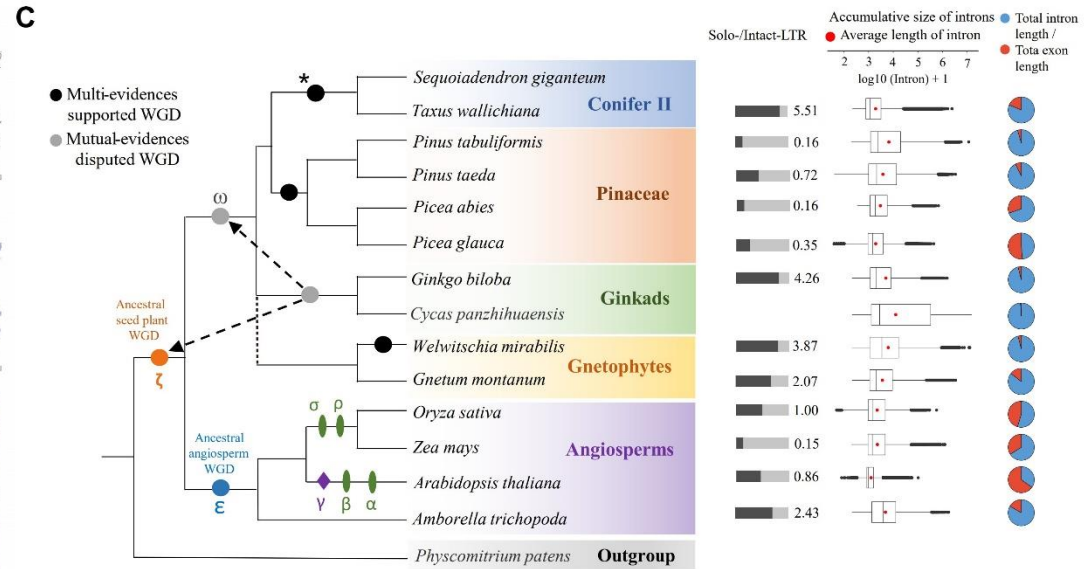 C
Multi-evidences
supported WGD
Mutual-evidences
disputed WGD
Ancestral
seed plant
WGD
ζ
ω
*
Ancestral
angiosperm
WGD
ε
σ ρ
γ β α
Sequoiadendron giganteum
Taxus wallichiana
Conifer II
Pinus tabuliformis
Pinus taeda
Picea abies
Picea glauca
Pinaceae
Ginkgo biloba
Cycas panzhihuaensis
Ginkads
Welwitschia mirabilis
Gnetum montanum
Gnetophytes
Oryza sativa
Zea mays
Arabidopsis thaliana
Amborella trichopoda
Angiosperms
Physcomitrium patens
Outgroup
Solo-/Intact-LTR
5.51
0.16
0.72
0.16
0.35
4.26
3.87
2.07
1.00
0.15
0.86
2.43
Accumulative size of introns
Average length of intron
2 3 4 5 6 7
log10 (Intron) + 1
Total intron
length /
Tota exon
length